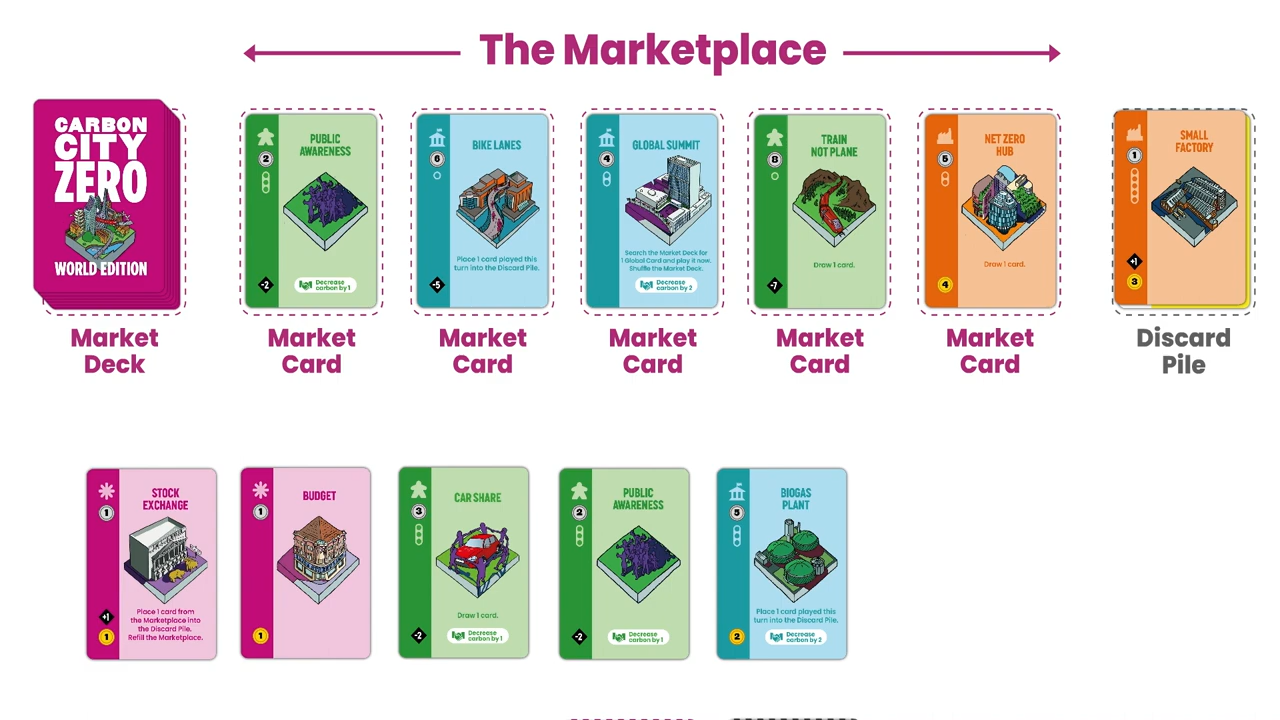 The Marketplace
CARBON
CITY
ZERO
WORLD EDITION
Market
Deck
2
PUBLIC
AWARENESS
-2
Decrease
carbon by 1
Market
Card
6
BIKE LANES
Place 1 card played this
turn into the Discard Pile.
-5
Market
Card
4
GLOBAL SUMMIT
Search the Market Deck for
1 Global Card and play it now.
Shuffle the Market Deck.
Decrease
carbon by 2
Market
Card
8
TRAIN
NOT PLANE
Draw 1 card.
-7
Market
Card
5
NET ZERO
HUB
Draw 1 card.
4
Market
Card
1
SMALL
FACTORY
+1
3
Discard
Pile
1
STOCK
EXCHANGE
Place 1 card from
the Marketplace into
the Discard Pile.
Refill the Marketplace.
+1
1
1
BUDGET
1
3
CAR SHARE
Draw 1 card.
-2
Decrease
carbon by 1
2
PUBLIC
AWARENESS
-2
Decrease
carbon by 1
5
BIOGAS
PLANT
Place 1 card played this
turn into the Discard Pile.
2
Decrease
carbon by 2